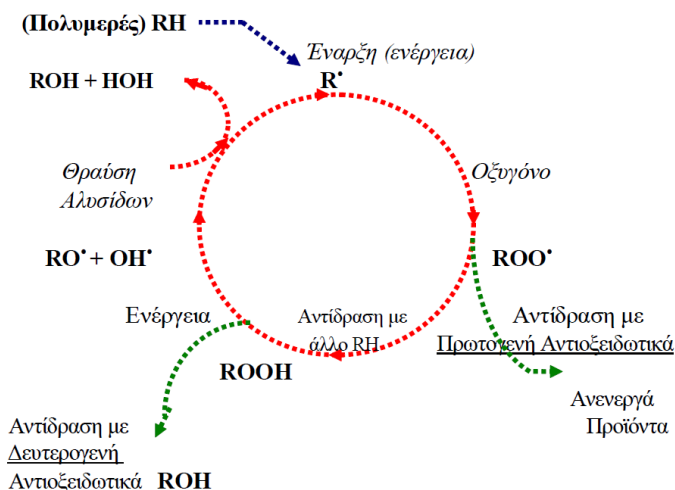 (Πολυμερές) RH
Έναρξη (ενέργεια)
R•
ROH + HOH
Θραύση
Αλυσίδων
Οξυγόνο
RO• + OH•
ROO•
Ενέργεια
Αντίδραση με
άλλο RH
Αντίδραση με
Πρωτογενή Αντιοξειδωτικά
ROOH
Ανενεργά
Προϊόντα
Αντίδραση με
Δευτερογενή
Αντιοξειδωτικά ROH